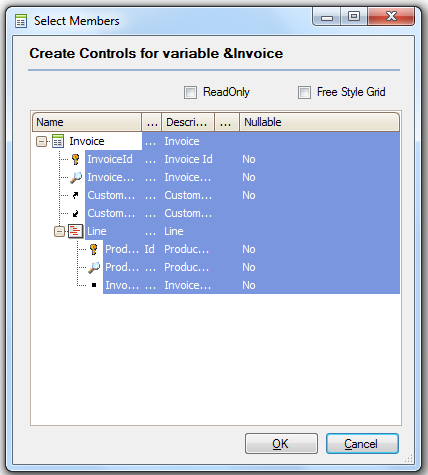 Select Members
Create Controls for variable &Invoice
ReadOnly Free Style Grid
Name ... Descri... ... Nullable
Invoice ... Invoice
InvoiceId ... Invoice Id No
Invoice... ... Invoice... No
Custom... ... Custom... No
Custom... ... Custom...
Line ... Line
Prod... Id Produc... No
Prod... ... Produc... No
Invo... ... Invoice... No
OK Cancel